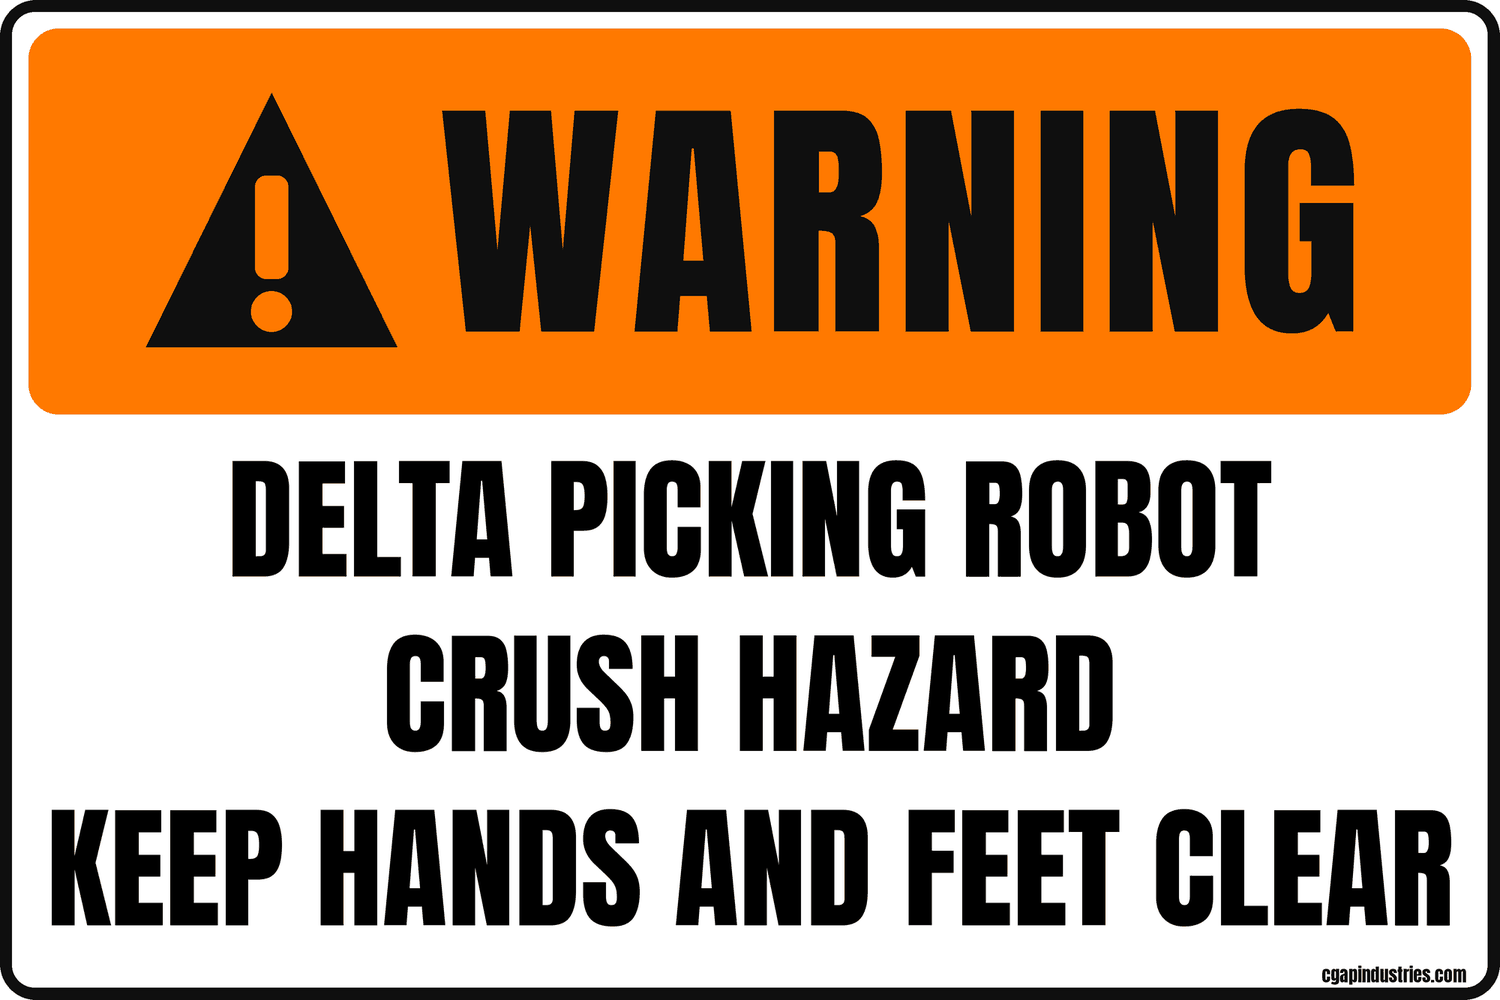 WARNING
DELTA PICKING ROBOT
CRUSH HAZARD
KEEP HANDS AND FEET CLEAR
cgapindustries.com